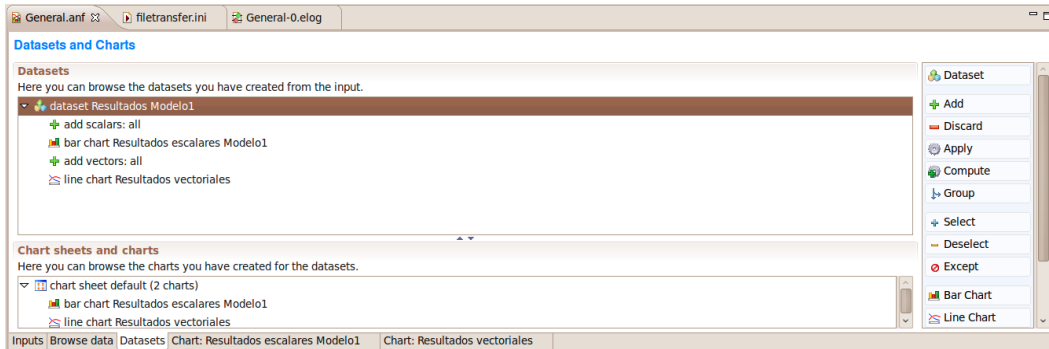 General.anf
filetransfer.ini
General-0.elog
Datasets and Charts
Datasets
Here you can browse the datasets you have created from the input.
dataset Resultados Modelo1
add scalars: all
bar chart Resultados escalares Modelo1
add vectors: all
line chart Resultados vectoriales
Chart sheets and charts
Here you can browse the charts you have created for the datasets.
chart sheet default (2 charts)
bar chart Resultados escalares Modelo1
line chart Resultados vectoriales
Dataset
Add
Discard
Apply
Compute
Group
Select
Deselect
Except
Bar Chart
Line Chart
Inputs Browse data Datasets Chart: Resultados escalares Modelo1 Chart: Resultados vectoriales